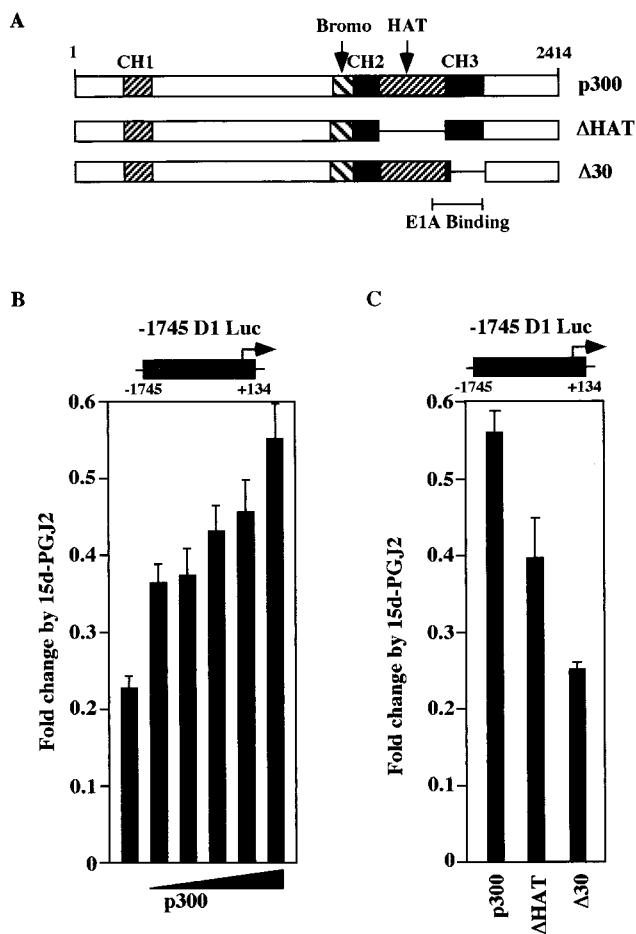 A
Bromo HAT
1 CH1 CH2 CH3 2414
p300
ΔHAT
Δ30
E1A Binding
B
-1745 D1 Luc
-1745 +134
Fold change by 15d-PGJ2
0.6
0.5
0.4
0.3
0.2
0.1
0
p300
C
-1745 D1 Luc
-1745 +134
Fold change by 15d-PGJ2
0.6
0.5
0.4
0.3
0.2
0.1
0
p300
ΔHAT
Δ30